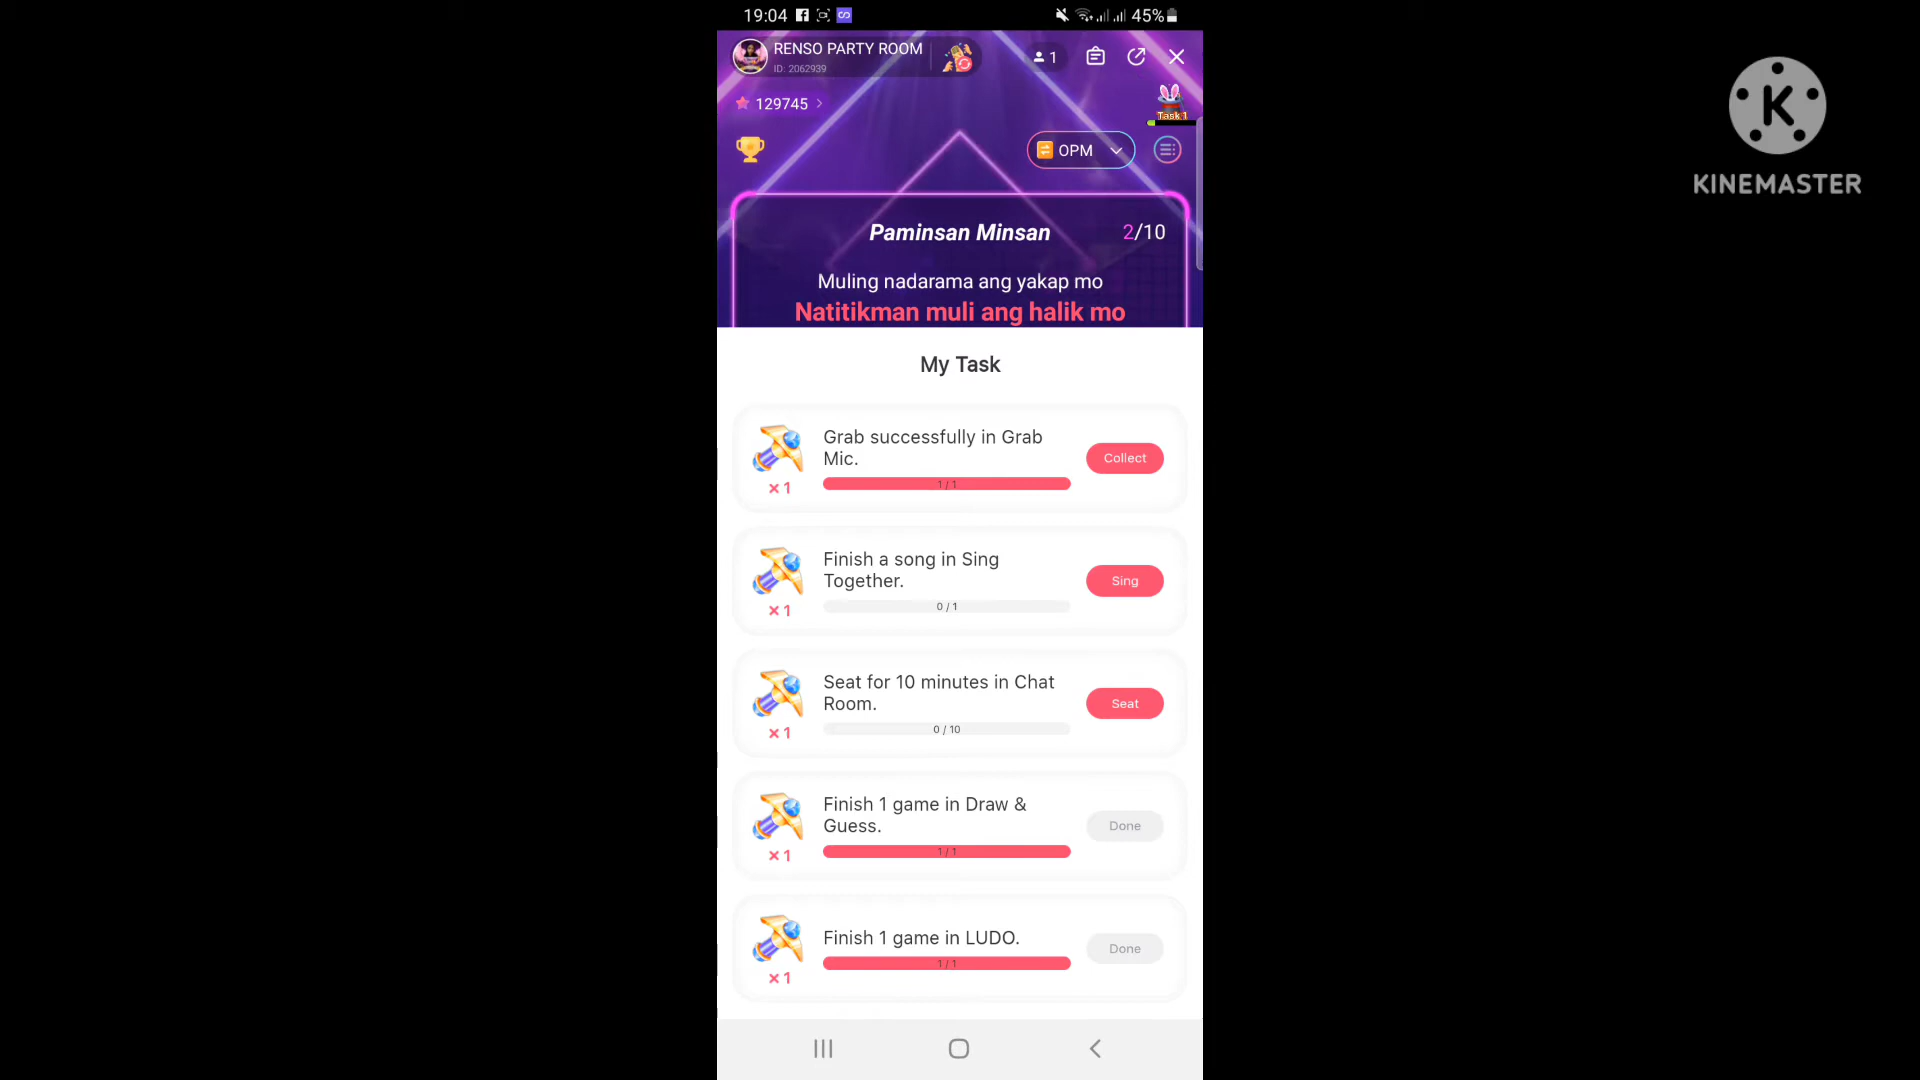 19:04
45%
RENSO PARTY ROOM
ID: 2062939
1
129745
Task 1
OPM
Paminsan Minsan
2/10
Muling nadarama ang yakap mo
Natitikman muli ang halik mo
My Task
Grab successfully in Grab
Mic.
Collect
×1
1 / 1
Finish a song in Sing
Together.
Sing
×1
0 / 1
Seat for 10 minutes in Chat
Room.
Seat
×1
0 / 10
Finish 1 game in Draw &
Guess.
Done
×1
1 / 1
Finish 1 game in LUDO.
Done
×1
1 / 1
K
KINEMASTER